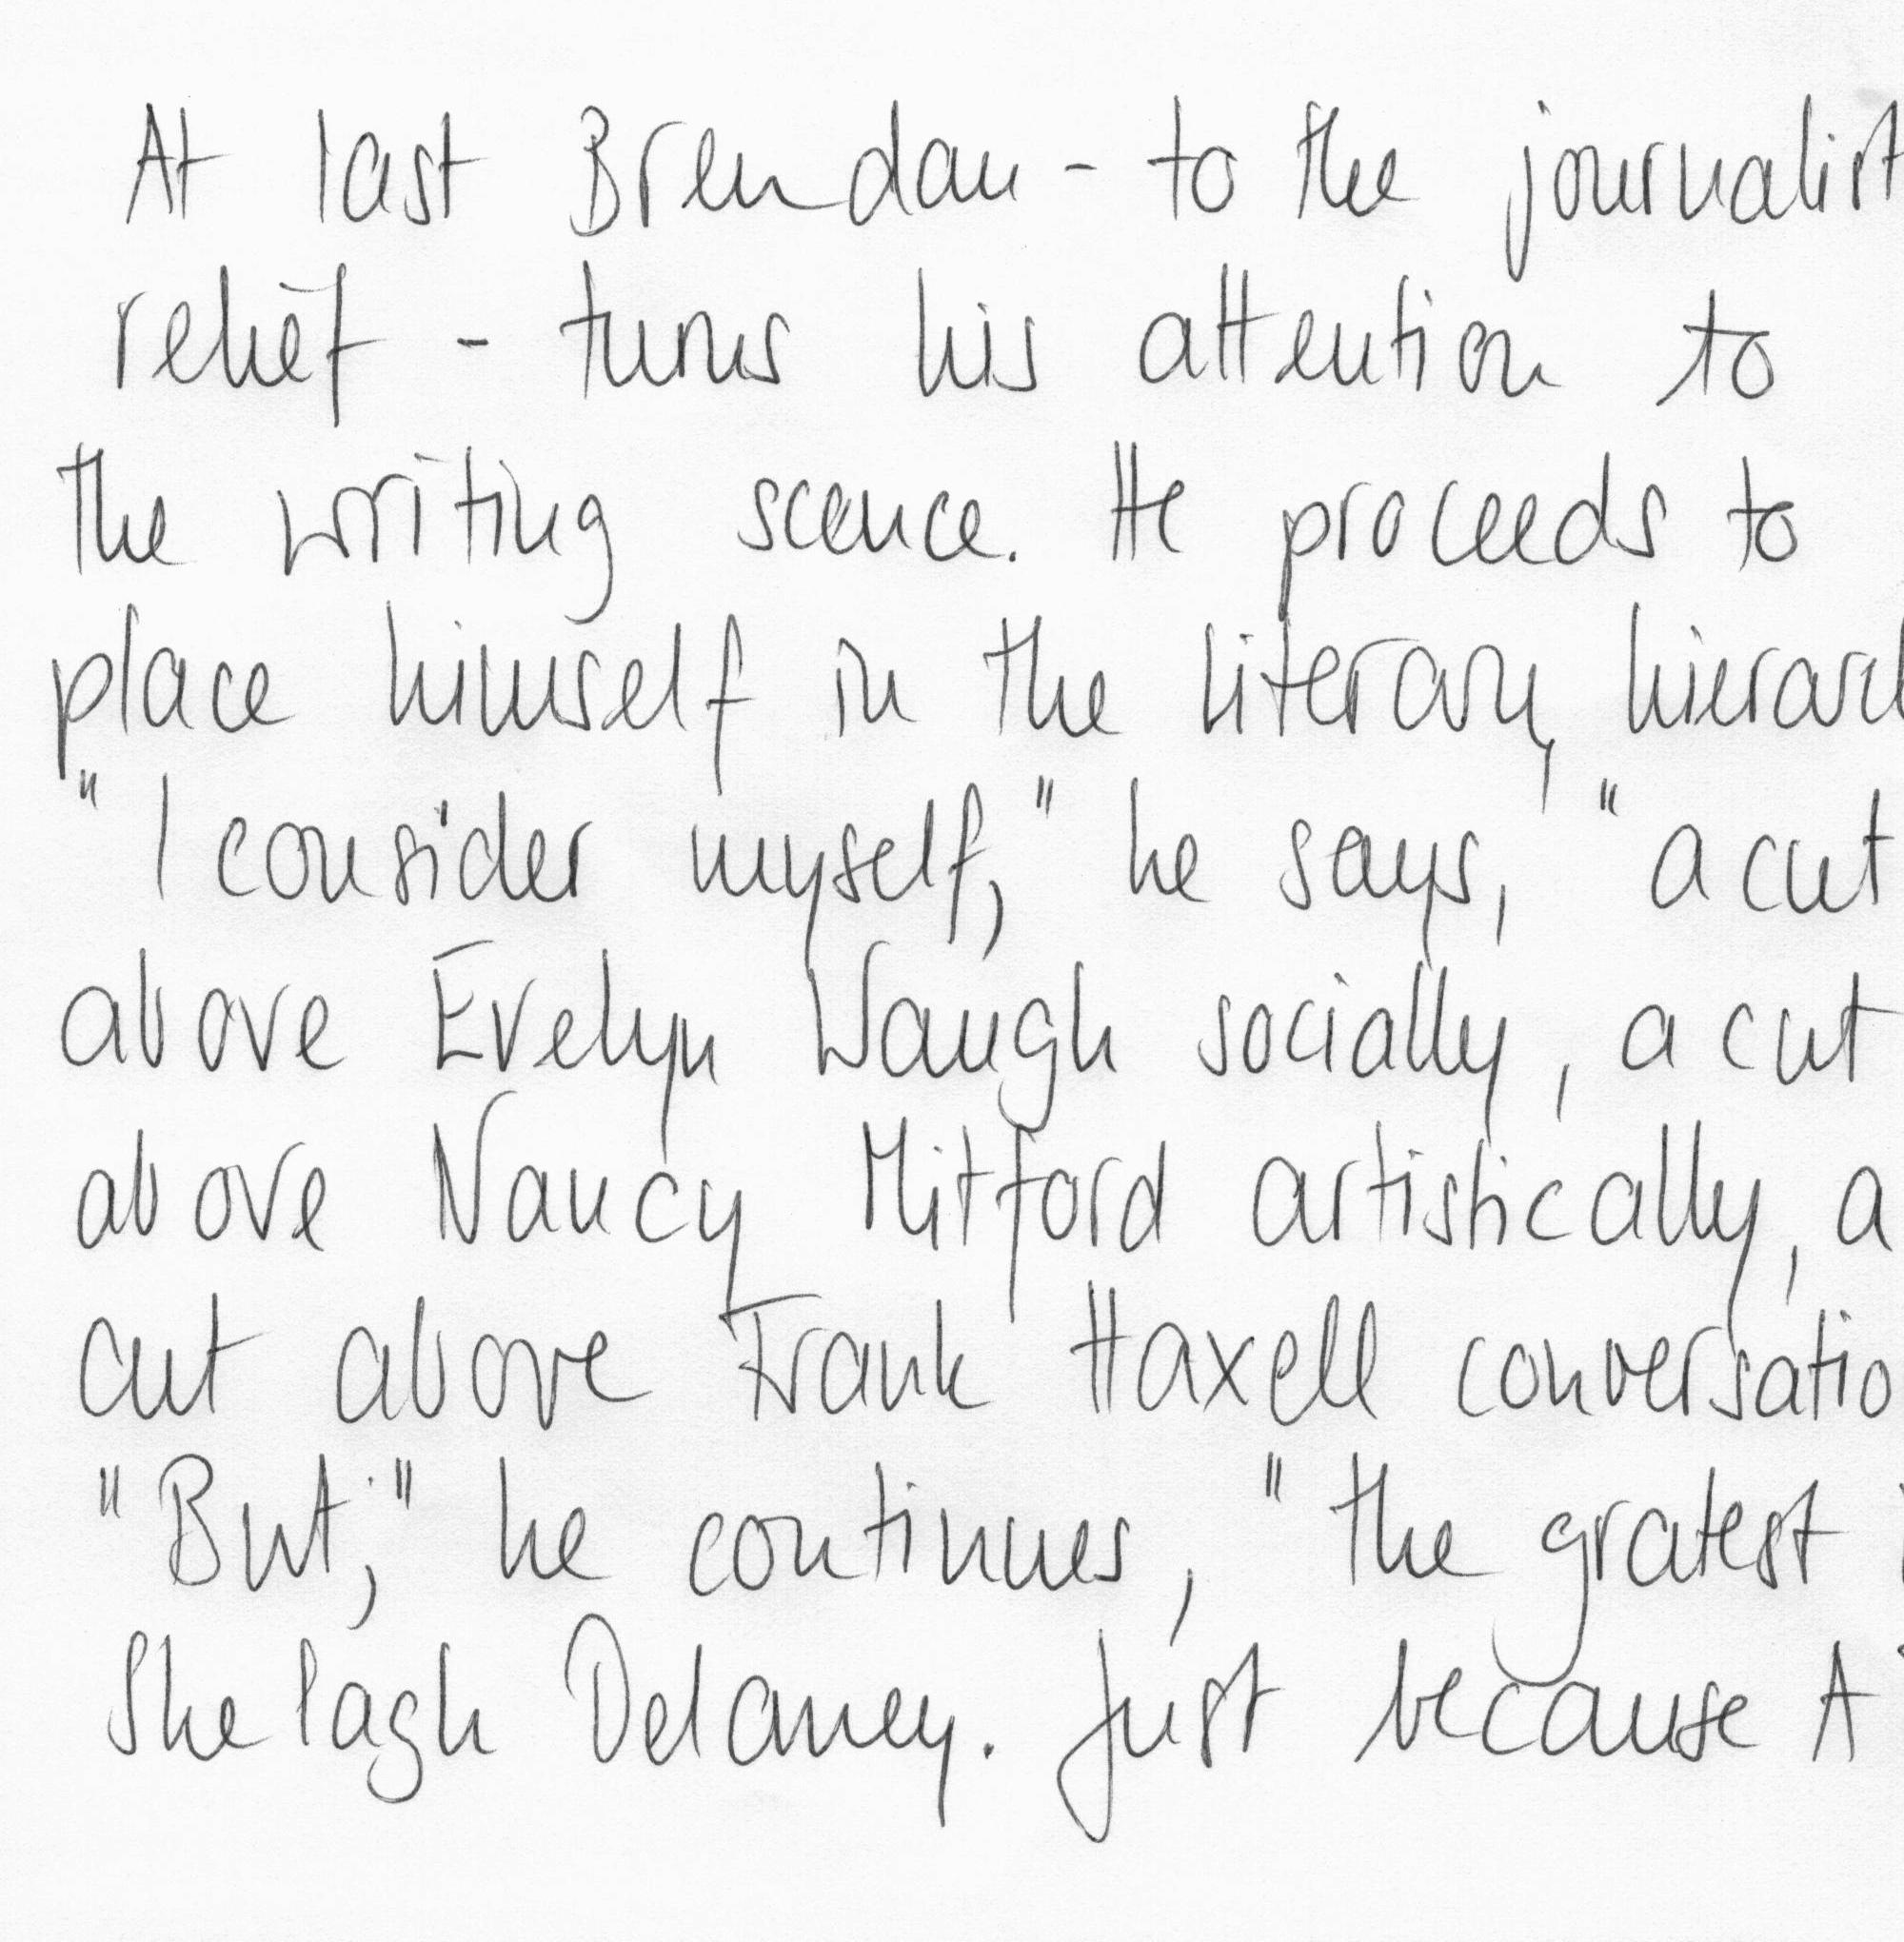 At last Brendan - to the journalist
relief - turns his attention to
the writing scence. He proceeds to
place himself in the literary hierarch
"I consider myself," he says, "a cut
above Evelyn Waugh socially, a cut
above Nancy Mitford artistically, a
cut above Frank Haxell conversatio
"But," he continues, "the gratest
Shelagh Delaney. Just because A